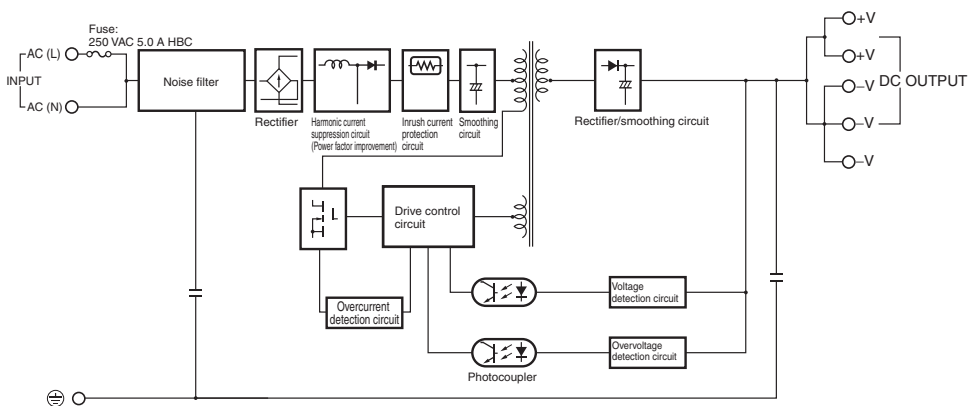 Fuse:
250 VAC 5.0 A HBC
AC (L)
INPUT
AC (N)
Noise filter
Rectifier
Harmonic current
suppression circuit
(Power factor improvement)
Inrush current
protection
circuit
Smoothing
circuit
Rectifier/smoothing circuit
+V
+V
−V
DC OUTPUT
−V
−V
Drive control
circuit
Overcurrent
detection circuit
Voltage
detection circuit
Overvoltage
detection circuit
Photocoupler